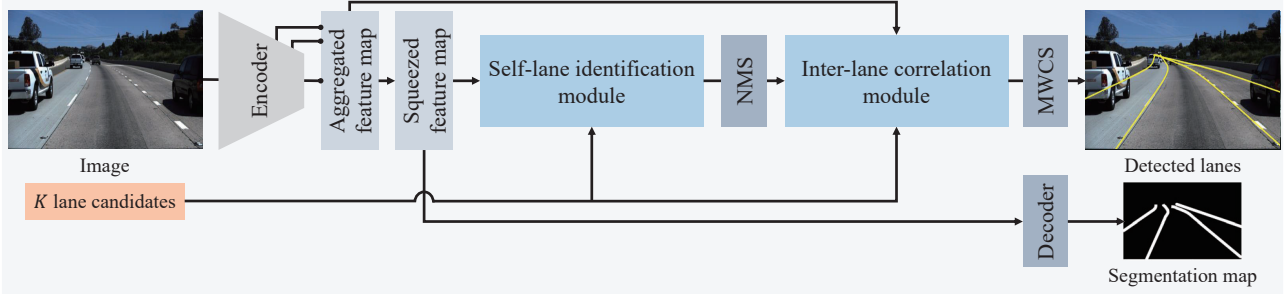 Image
K lane candidates
Encoder
Aggregated
feature map
Squeezed
feature map
Self-lane identification
module
NMS
Inter-lane correlation
module
MWCS
Detected lanes
Decoder
Segmentation map